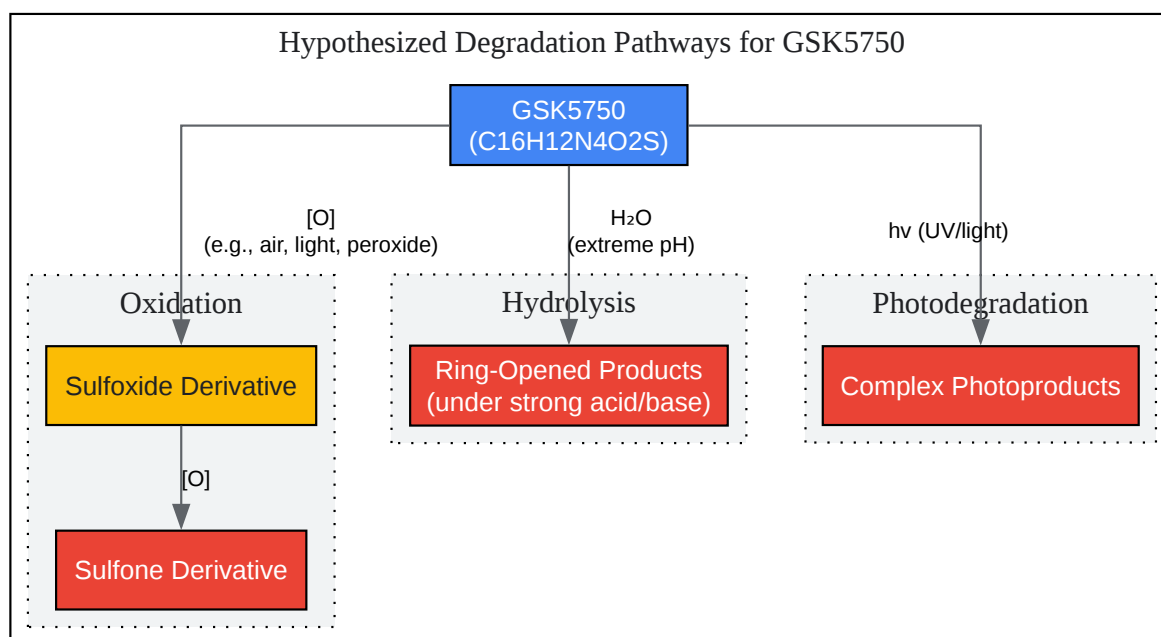 Hypothesized Degradation Pathways for GSK5750
GSK5750
(C16H12N4O2S)
[O]
(e.g., air, light, peroxide)
H₂O
(extreme pH)
hv (UV/light)
Oxidation
Hydrolysis
Photodegradation
Sulfoxide Derivative
Ring-Opened Products
(under strong acid/base)
Complex Photoproducts
[O]
Sulfone Derivative